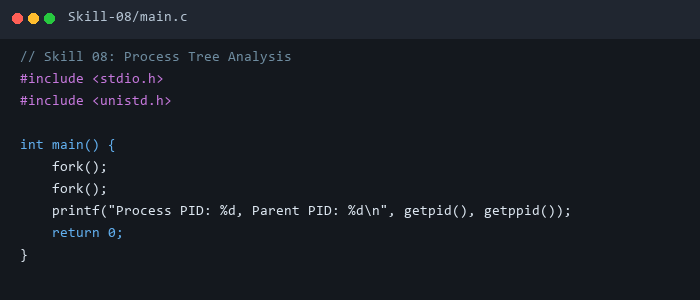 Skill-08/main.c
// Skill 08: Process Tree Analysis
#include <stdio.h>
#include <unistd.h>
int main() {
    fork();
    fork();
    printf("Process PID: %d, Parent PID: %d\n", getpid(), getppid());
    return 0;
}